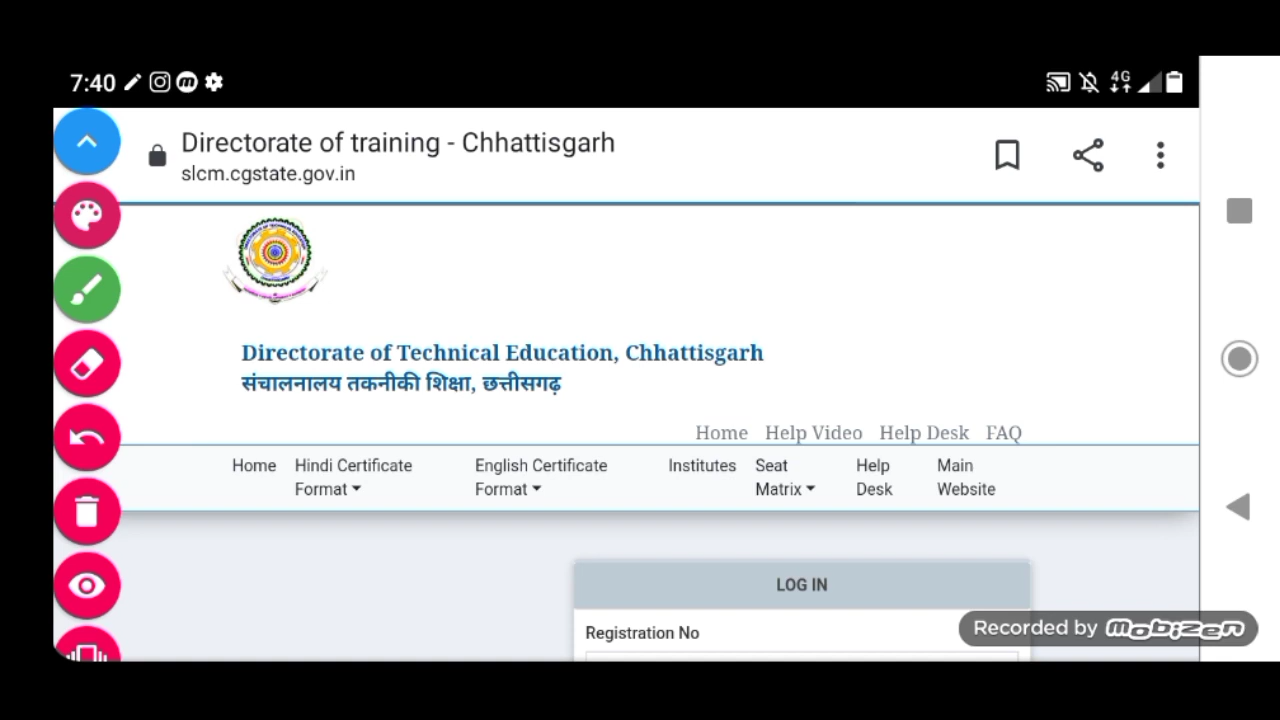 7:40
4G
Directorate of training - Chhattisgarh
slcm.cgstate.gov.in
Directorate of Technical Education, Chhattisgarh
संचालनालय तकनीकी शिक्षा, छत्तीसगढ़
Home Help Video Help Desk FAQ
Home Hindi Certificate Format English Certificate Format Institutes Seat Matrix Help Desk Main Website
LOG IN
Registration No
Recorded by mobizen